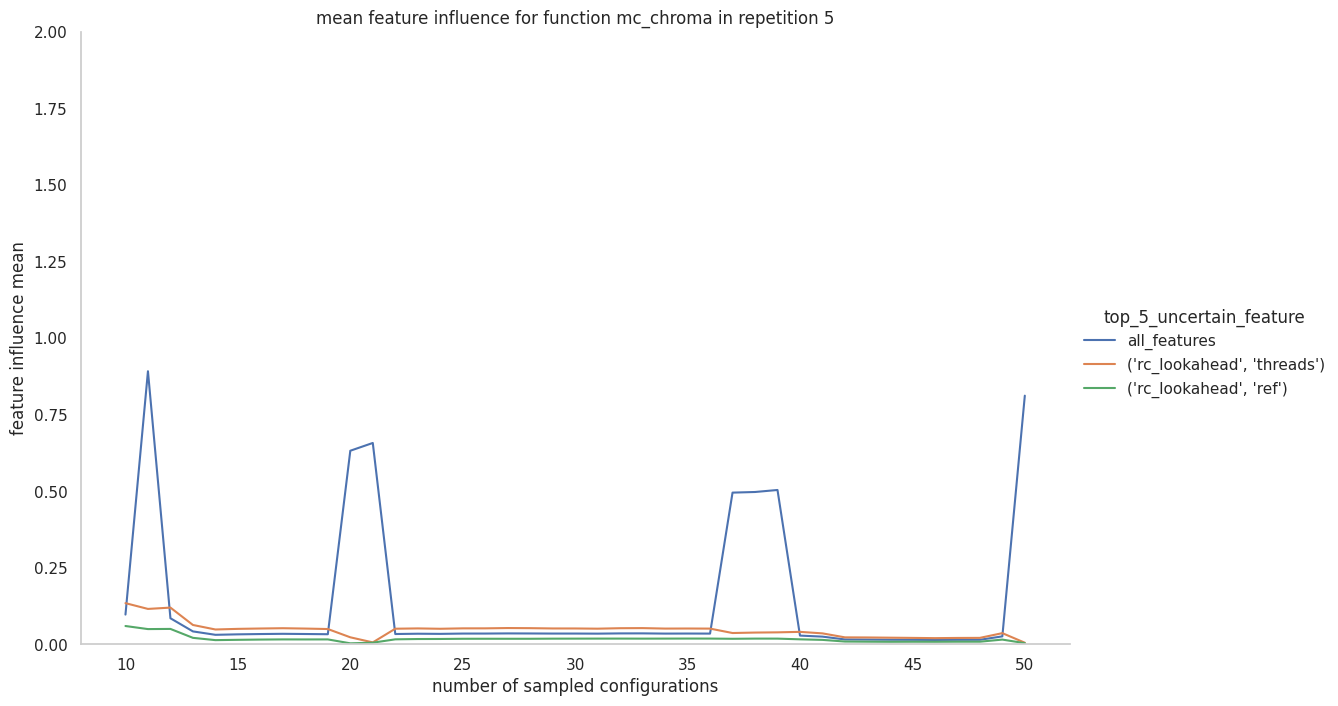 mean feature influence for function mc_chroma in repetition 5
2.00
1.75
1.50
1.25
1.00
0.75
0.50
0.25
0.00
feature influence mean
10 15 20 25 30 35 40 45 50
number of sampled configurations
top_5_uncertain_feature
all_features
('rc_lookahead', 'threads')
('rc_lookahead', 'ref')